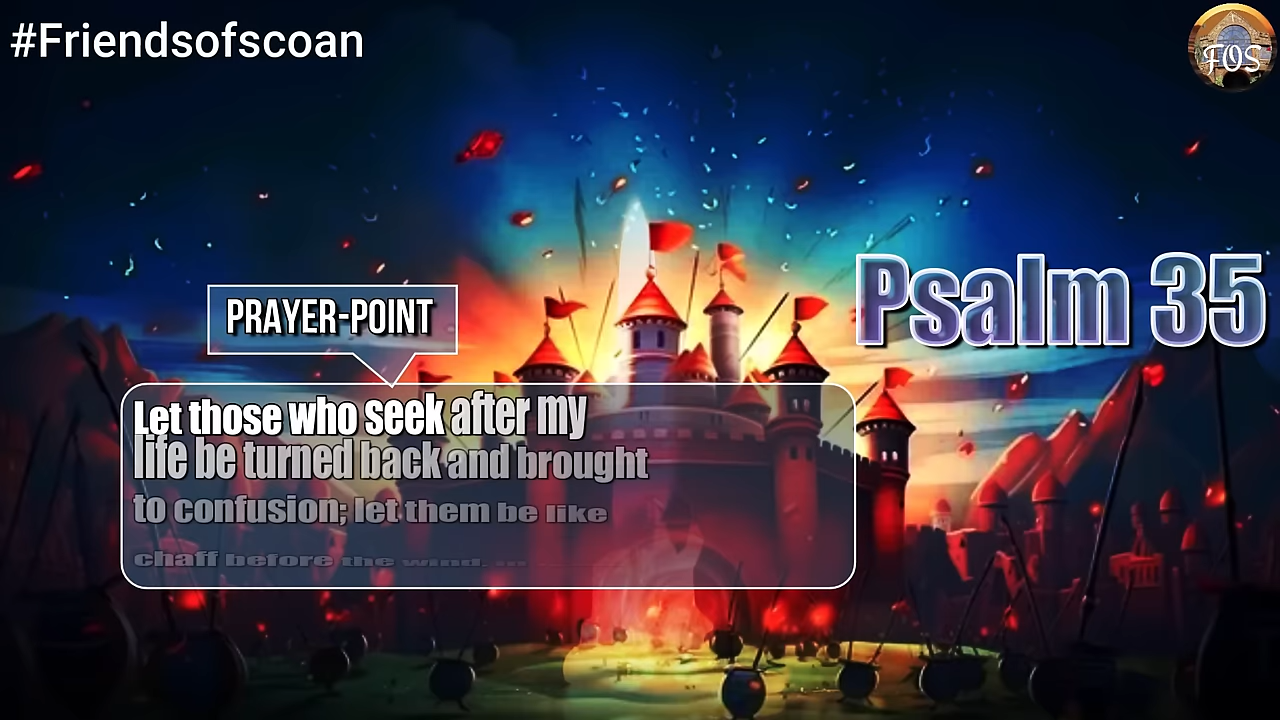 #Friendsofscoan
FOS
Psalm 35
PRAYER-POINT
Let those who seek after my
life be turned back and brought
to confusion; let them be like
chaff before the wind, ...